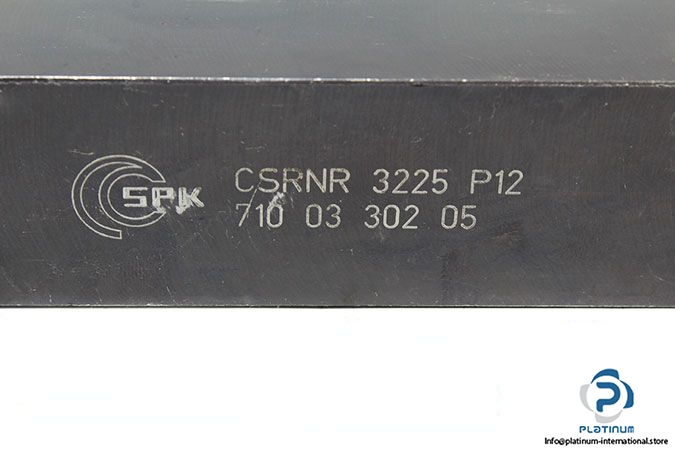 SPK CSRNR 3225 P12
710 03 302 05
PLATINUM
Info@platinum-international.store